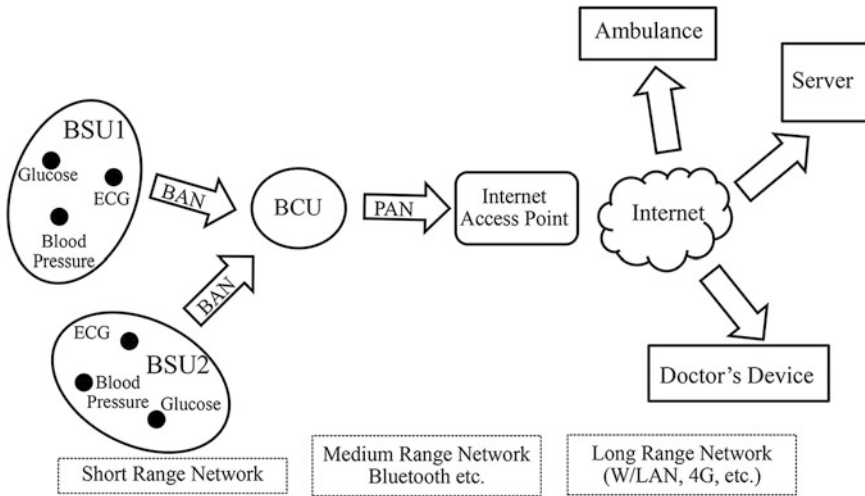 BSU1
Glucose
ECG
Blood
Pressure
BAN
BAN
ECG
BSU2
Blood
Pressure
Glucose
BCU
PAN
Internet
Access Point
Internet
Ambulance
Server
Doctor's Device
Short Range Network
Medium Range Network
Bluetooth etc.
Long Range Network
(W/LAN, 4G, etc.)